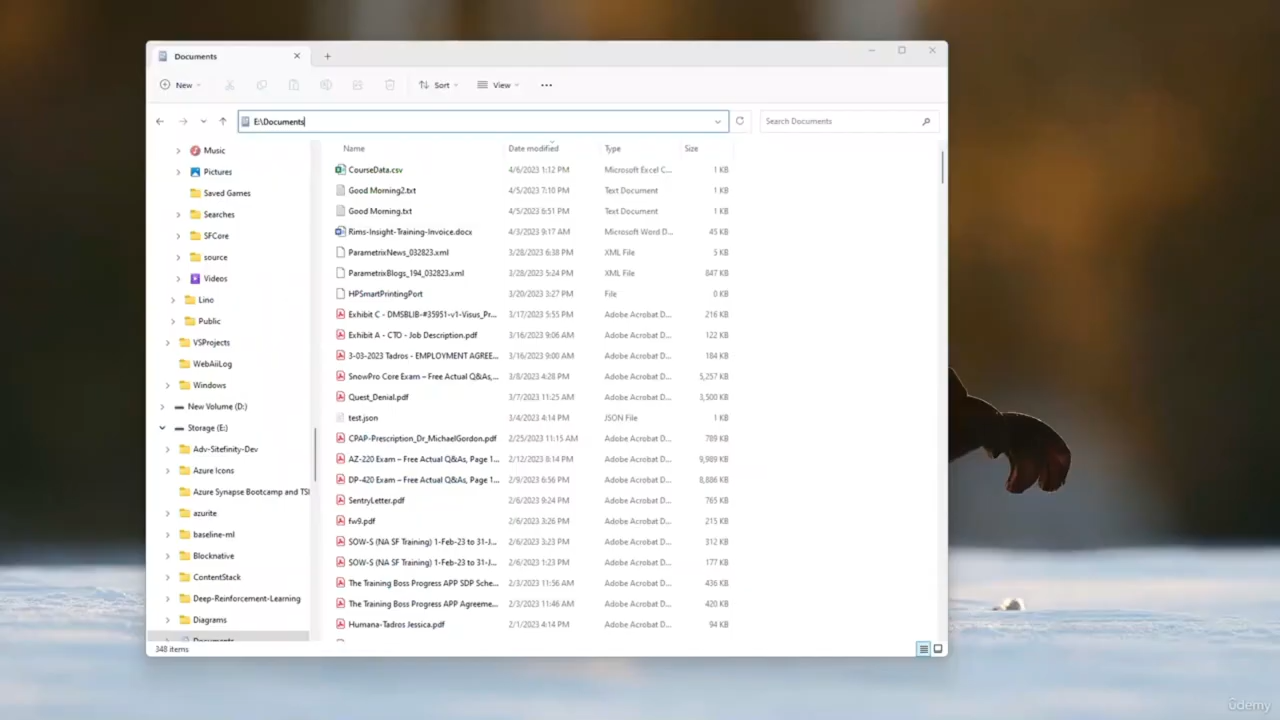 Documents
New
Sort
View
E:\Documents
Search Documents
Name Date modified Type Size
Music
Pictures
Saved Games
Searches
SFCore
source
Videos
Lino
Public
VSProjects
WebAiiLog
Windows
New Volume (D:)
Storage (E:)
Adv-Sitefinity-Dev
Azure Icons
Azure Synapse Bootcamp and TSI
azurite
baseline-ml
Blocknative
ContentStack
Deep-Reinforcement-Learning
Diagrams
Documents
CourseData.csv 4/6/2023 1:12 PM Microsoft Excel C... 1 KB
Good Morning2.txt 4/5/2023 7:10 PM Text Document 1 KB
Good Morning.txt 4/5/2023 6:51 PM Text Document 1 KB
Rims-Insight-Training-Invoice.docx 4/3/2023 9:17 AM Microsoft Word D... 45 KB
ParametrixNews_032823.xml 3/28/2023 6:38 PM XML File 5 KB
ParametrixBlogs_194_032823.xml 3/28/2023 5:24 PM XML File 847 KB
HPSmartPrintingPort 3/20/2023 3:27 PM File 0 KB
Exhibit C - DMSBLIB-#35951-v1-Visus_Pr... 3/17/2023 5:55 PM Adobe Acrobat D... 216 KB
Exhibit A - CTO - Job Description.pdf 3/16/2023 9:06 AM Adobe Acrobat D... 122 KB
3-03-2023 Tadros - EMPLOYMENT AGREE... 3/16/2023 9:00 AM Adobe Acrobat D... 184 KB
SnowPro Core Exam – Free Actual Q&As,... 3/8/2023 4:28 PM Adobe Acrobat D... 5,257 KB
Quest_Denial.pdf 3/7/2023 11:25 AM Adobe Acrobat D... 3,500 KB
test.json 3/4/2023 4:14 PM JSON File 1 KB
CPAP-Prescription_Dr_MichaelGordon.pdf 2/25/2023 11:15 AM Adobe Acrobat D... 789 KB
AZ-220 Exam – Free Actual Q&As, Page 1... 2/12/2023 8:14 PM Adobe Acrobat D... 9,989 KB
DP-420 Exam – Free Actual Q&As, Page 1... 2/9/2023 6:56 PM Adobe Acrobat D... 8,886 KB
SentryLetter.pdf 2/6/2023 9:24 PM Adobe Acrobat D... 765 KB
fw9.pdf 2/6/2023 3:26 PM Adobe Acrobat D... 215 KB
SOW-S (NA SF Training) 1-Feb-23 to 31-J... 2/6/2023 3:23 PM Adobe Acrobat D... 312 KB
SOW-S (NA SF Training) 1-Feb-23 to 31-J... 2/6/2023 1:23 PM Adobe Acrobat D... 177 KB
The Training Boss Progress APP SDP Sche... 2/3/2023 11:56 AM Adobe Acrobat D... 436 KB
The Training Boss Progress APP Agreeme... 2/3/2023 11:46 AM Adobe Acrobat D... 420 KB
Humana-Tadros Jessica.pdf 2/1/2023 4:14 PM Adobe Acrobat D... 94 KB
348 items
ûdemy